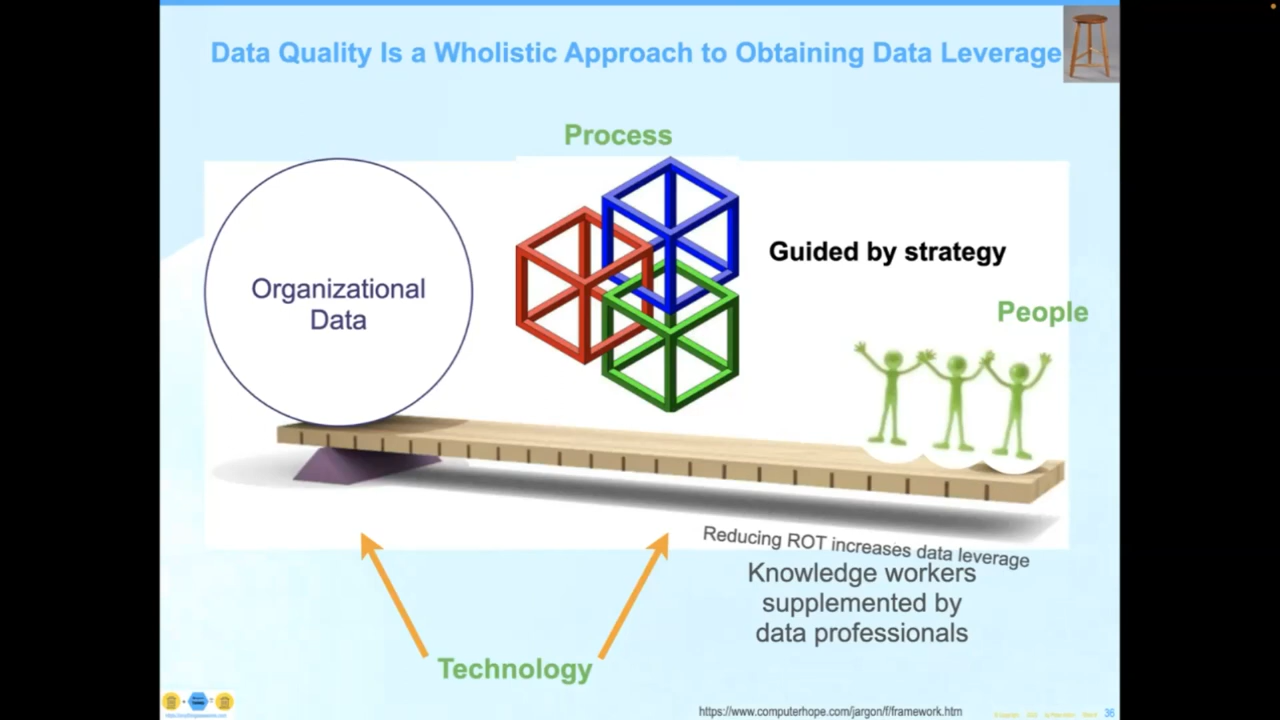 Data Quality Is a Wholistic Approach to Obtaining Data Leverage
Process
Guided by strategy
Organizational
Data
People
Reducing ROT increases data leverage
Knowledge workers
supplemented by
data professionals
Technology
https://www.computerhope.com/jargon/f/framework.htm
36